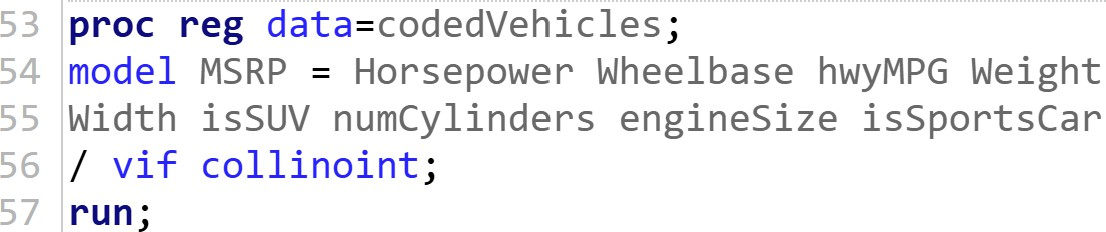 53 proc reg data=codedVehicles;
54 model MSRP = Horsepower Wheelbase hwyMPG Weight
55 Width isSUV numCylinders engineSize isSportsCar
56 / vif collinoint;
57 run;